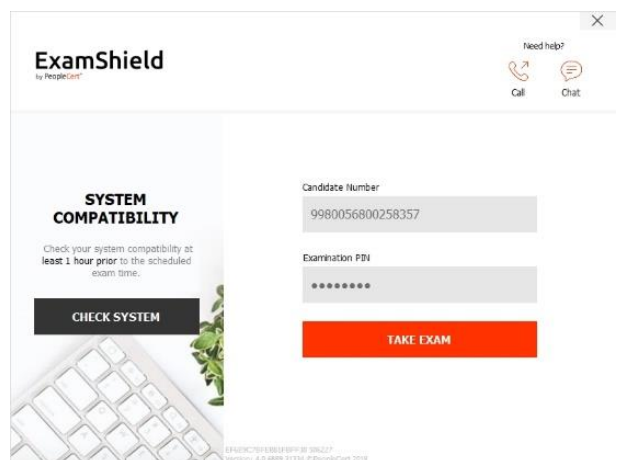 Need help?
ExamShield
by PeopleCert
Call
Chat
SYSTEM
COMPATIBILITY
Check your system compatibility at
least 1 hour prior to the scheduled
exam time.
CHECK SYSTEM
Candidate Number
9980056800258357
Examination PIN
●●●●●●●●
TAKE EXAM